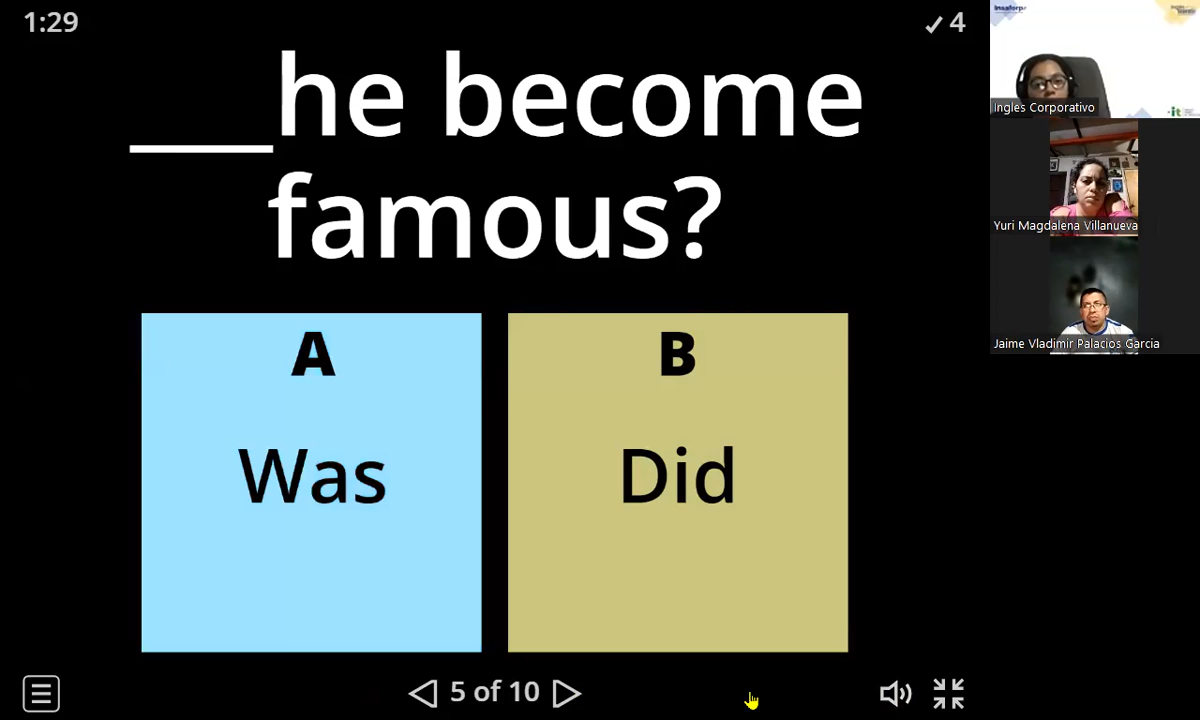 1:29
✓ 4
___he become
famous?
A
Was
B
Did
5 of 10
Insaforp
Ingles Corporativo
Yuri Magdalena Villanueva
Jaime Vladimir Palacios Garcia